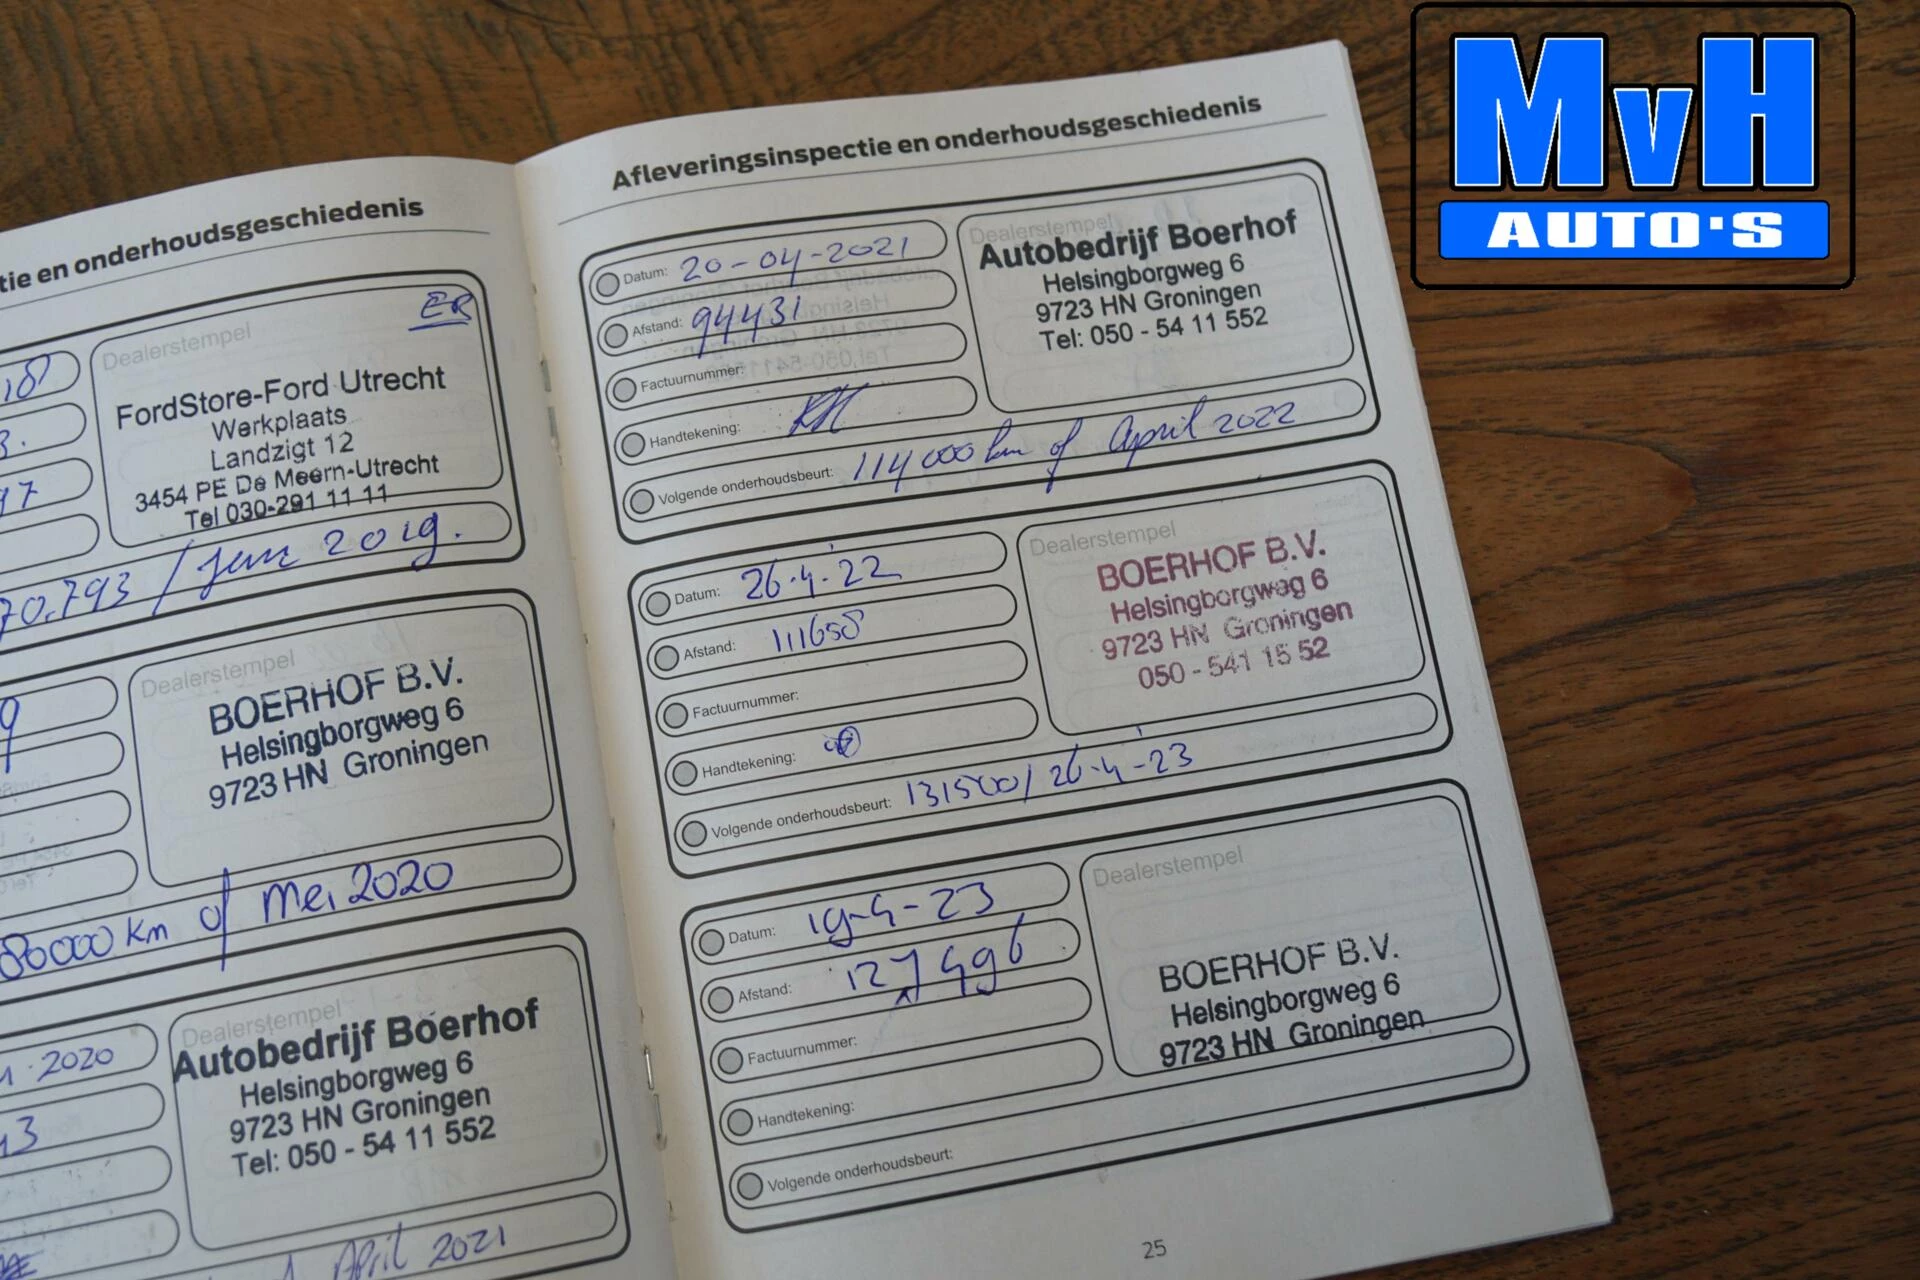 MvH
AUTO'S
tie en onderhoudsgeschiedenis
Dealerstempel
ER
FordStore-Ford Utrecht
Werkplaats
Landzigt 12
3454 PE De Meern-Utrecht
Tel 030-291 11 11
70.793 / Juni 2019.
Dealerstempel
BOERHOF B.V.
Helsingborgweg 6
9723 HN Groningen
80000 km of Mei 2020
2020
Dealerstempel
Autobedrijf Boerhof
Helsingborgweg 6
9723 HN Groningen
Tel: 050 - 54 11 552
April 2021
Afleveringsinspectie en onderhoudsgeschiedenis
Datum: 20-04-2021
Afstand: 94431
Factuurnummer:
Handtekening:
Dealerstempel
Autobedrijf Boerhof
Helsingborgweg 6
9723 HN Groningen
Tel: 050 - 54 11 552
Volgende onderhoudsbeurt: 114000 km of April 2022
Datum: 26-4-'22
Afstand: 111658
Factuurnummer:
Handtekening:
Dealerstempel
BOERHOF B.V.
Helsingborgweg 6
9723 HN Groningen
050 - 541 15 52
Volgende onderhoudsbeurt: 131500 / 26-4-'23
Datum: 19-4-23
Afstand: 127496
Factuurnummer:
Handtekening:
Dealerstempel
BOERHOF B.V.
Helsingborgweg 6
9723 HN Groningen
Volgende onderhoudsbeurt:
25